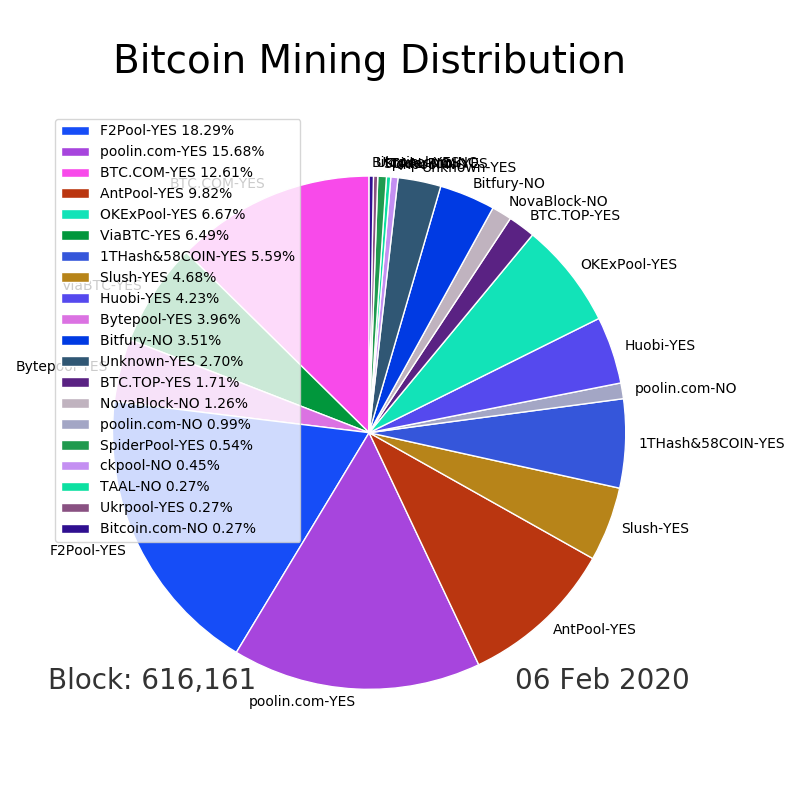 Bitcoin Mining Distribution
F2Pool-YES 18.29%
poolin.com-YES 15.68%
BTC.COM-YES 12.61%
AntPool-YES 9.82%
OKExPool-YES 6.67%
ViaBTC-YES 6.49%
1THash&58COIN-YES 5.59%
Slush-YES 4.68%
Huobi-YES 4.23%
Bytepool-YES 3.96%
Bitfury-NO 3.51%
Unknown-YES 2.70%
BTC.TOP-YES 1.71%
NovaBlock-NO 1.26%
poolin.com-NO 0.99%
SpiderPool-YES 0.54%
ckpool-NO 0.45%
TAAL-NO 0.27%
Ukrpool-YES 0.27%
Bitcoin.com-NO 0.27%
Unknown-YES
Bitfury-NO
NovaBlock-NO
BTC.TOP-YES
OKExPool-YES
Huobi-YES
poolin.com-NO
1THash&58COIN-YES
Slush-YES
AntPool-YES
poolin.com-YES
F2Pool-YES
Bytepool-YES
ViaBTC-YES
BTC.COM-YES
Block: 616,161
06 Feb 2020